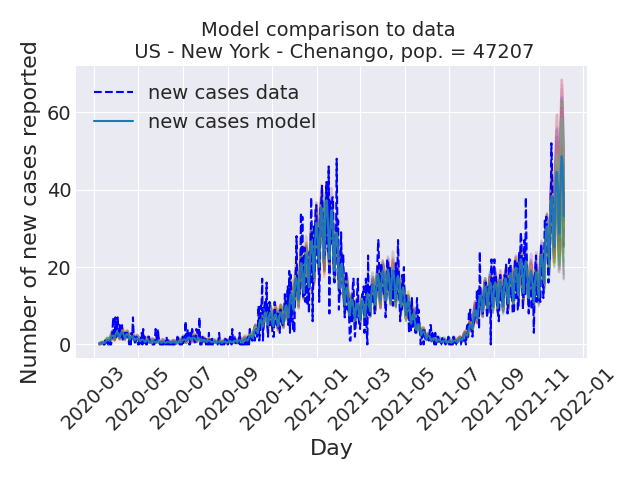 Model comparison to data
US - New York - Chenango, pop. = 47207
Number of new cases reported
60
40
20
0
new cases data
new cases model
2020-03
2020-05
2020-07
2020-09
2020-11
2021-01
2021-03
2021-05
2021-07
2021-09
2021-11
2022-01
Day